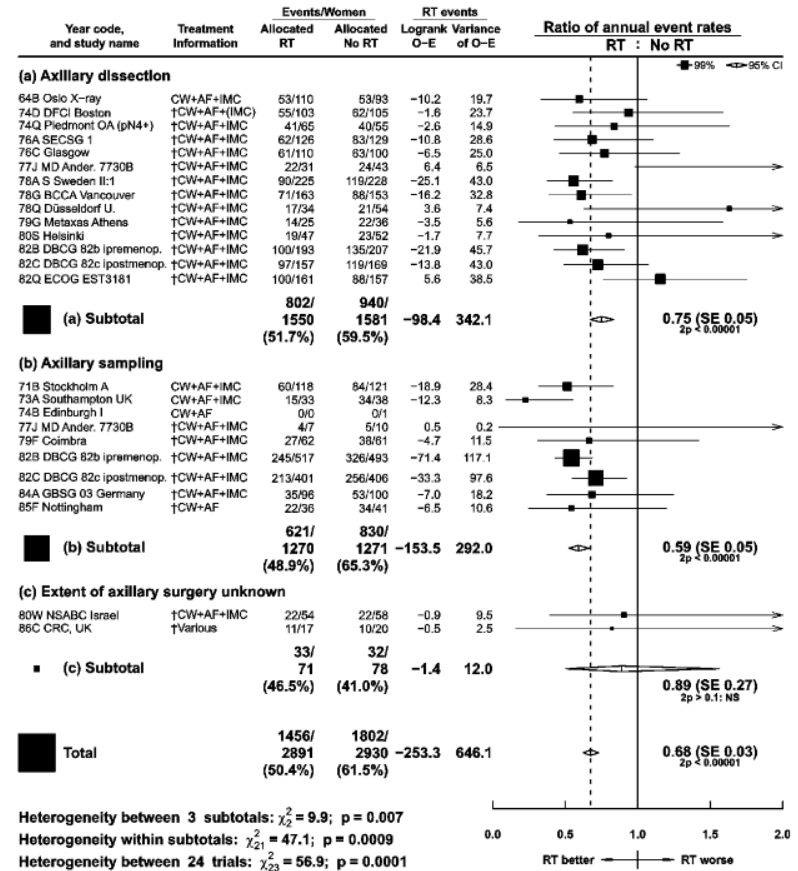 Events/Women RT events
Year code, Treatment Allocated Allocated Logrank Variance Ratio of annual event rates
and study name Information RT No RT O−E of O−E RT : No RT
99% 95% CI
(a) Axillary dissection
64B Oslo X−ray CW+AF+IMC 53/110 53/93 −10.2 19.7
74D DFCI Boston †CW+AF+(IMC) 55/103 62/105 −1.6 23.7
74Q Piedmont OA (pN4+) †CW+AF+IMC 41/65 40/55 −2.6 14.9
76A SECSG 1 †CW+AF+IMC 62/126 83/129 −10.8 28.6
76C Glasgow †CW+AF+IMC 61/110 63/100 −6.5 25.0
77J MD Ander. 7730B †CW+AF+IMC 22/31 24/43 6.4 6.5
78A S Sweden II:1 †CW+AF+IMC 90/225 119/228 −25.1 43.0
78G BCCA Vancouver †CW+AF+IMC 71/163 88/153 −16.2 32.8
78Q Düsseldorf U. †CW+AF+IMC 17/34 21/54 3.6 7.4
79G Metaxas Athens †CW+AF+IMC 14/25 22/36 −3.5 5.6
80S Helsinki †CW+AF+IMC 19/47 23/52 −1.7 7.7
82B DBCG 82b ipremenop. †CW+AF+IMC 100/193 135/207 −21.9 45.7
82C DBCG 82c ipostmenop. †CW+AF+IMC 97/157 119/169 −13.8 43.0
82Q ECOG EST3181 †CW+AF+IMC 100/161 88/157 5.6 38.5
802/ 940/
(a) Subtotal 1550 1581 −98.4 342.1 0.75 (SE 0.05)
(51.7%) (59.5%) 2p < 0.00001
(b) Axillary sampling
71B Stockholm A CW+AF+IMC 60/118 84/121 −18.9 28.4
73A Southampton UK CW+AF+IMC 15/33 34/38 −12.3 8.3
74B Edinburgh I CW+AF 0/0 0/1
77J MD Ander. 7730B †CW+AF+IMC 4/7 5/10 0.5 0.2
79F Coimbra †CW+AF+IMC 27/62 38/61 −4.7 11.5
82B DBCG 82b ipremenop. †CW+AF+IMC 245/517 326/493 −71.4 117.1
82C DBCG 82c ipostmenop. †CW+AF+IMC 213/401 256/406 −33.3 97.6
84A GBSG 03 Germany †CW+AF+IMC 35/96 53/100 −7.0 18.2
85F Nottingham †CW+AF 22/36 34/41 −6.5 10.6
621/ 830/
(b) Subtotal 1270 1271 −153.5 292.0 0.59 (SE 0.05)
(48.9%) (65.3%) 2p < 0.00001
(c) Extent of axillary surgery unknown
80W NSABC Israel †CW+AF+IMC 22/54 22/58 −0.9 9.5
86C CRC, UK †Various 11/17 10/20 −0.5 2.5
33/ 32/
(c) Subtotal 71 78 −1.4 12.0 0.89 (SE 0.27)
(46.5%) (41.0%) 2p > 0.1: NS
1456/ 1802/
Total 2891 2930 −253.3 646.1 0.68 (SE 0.03)
(50.4%) (61.5%) 2p < 0.00001
Heterogeneity between 3 subtotals: χ²₂ = 9.9; p = 0.007
Heterogeneity within subtotals: χ²₂₁ = 47.1; p = 0.0009
Heterogeneity between 24 trials: χ²₂₃ = 56.9; p = 0.0001
0.0 0.5 1.0 1.5 2.0
RT better RT worse